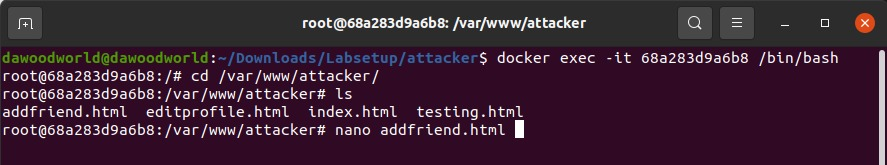 root@68a283d9a6b8: /var/www/attacker
dawoodworld@dawoodworld:~/Downloads/Labsetup/attacker$ docker exec -it 68a283d9a6b8 /bin/bash
root@68a283d9a6b8:/# cd /var/www/attacker/
root@68a283d9a6b8:/var/www/attacker# ls
addfriend.html  editprofile.html  index.html  testing.html
root@68a283d9a6b8:/var/www/attacker# nano addfriend.html